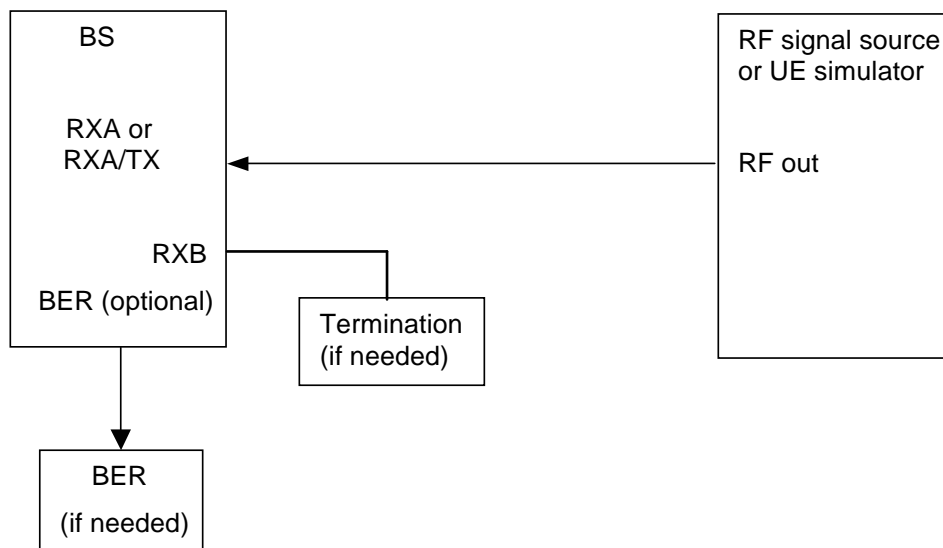 BS
RXA or
RXA/TX
RXB
BER (optional)
Termination
(if needed)
BER
(if needed)
RF signal source
or UE simulator
RF out